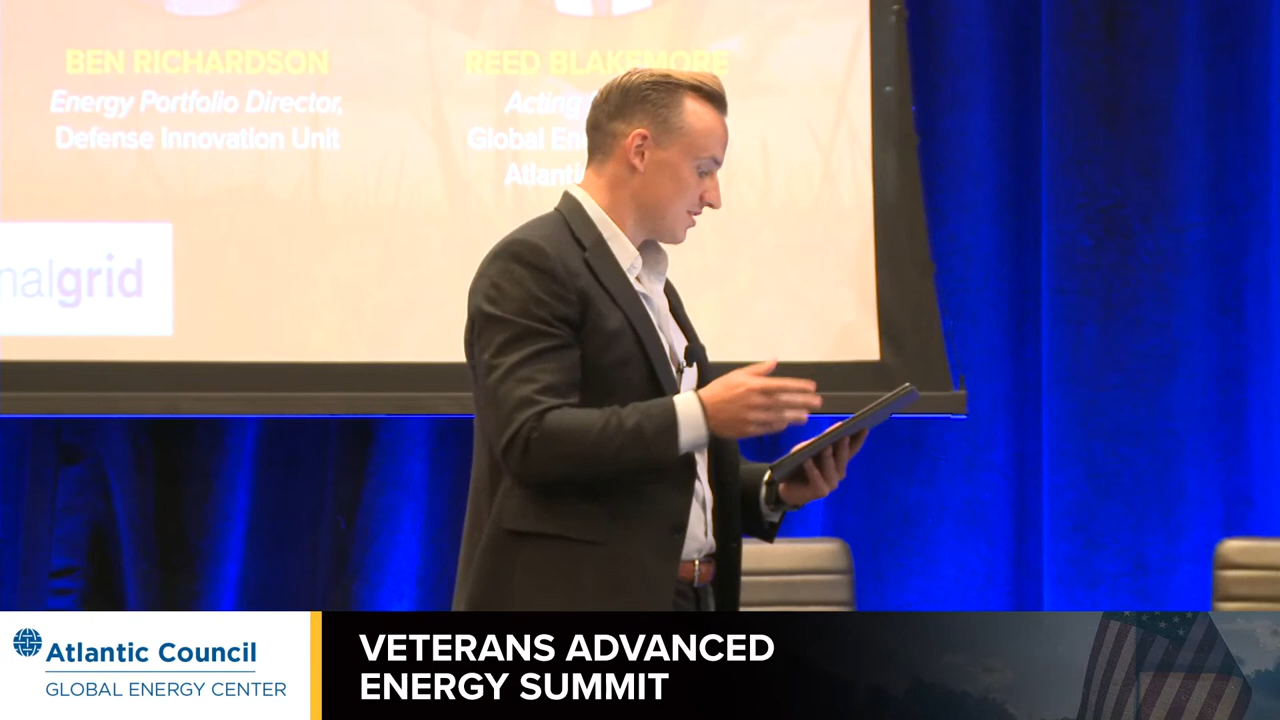 BEN RICHARDSON
Energy Portfolio Director,
Defense Innovation Unit
REED BLAKEMORE
Acting
Global
nalgrid
Atlantic Council
GLOBAL ENERGY CENTER
VETERANS ADVANCED
ENERGY SUMMIT